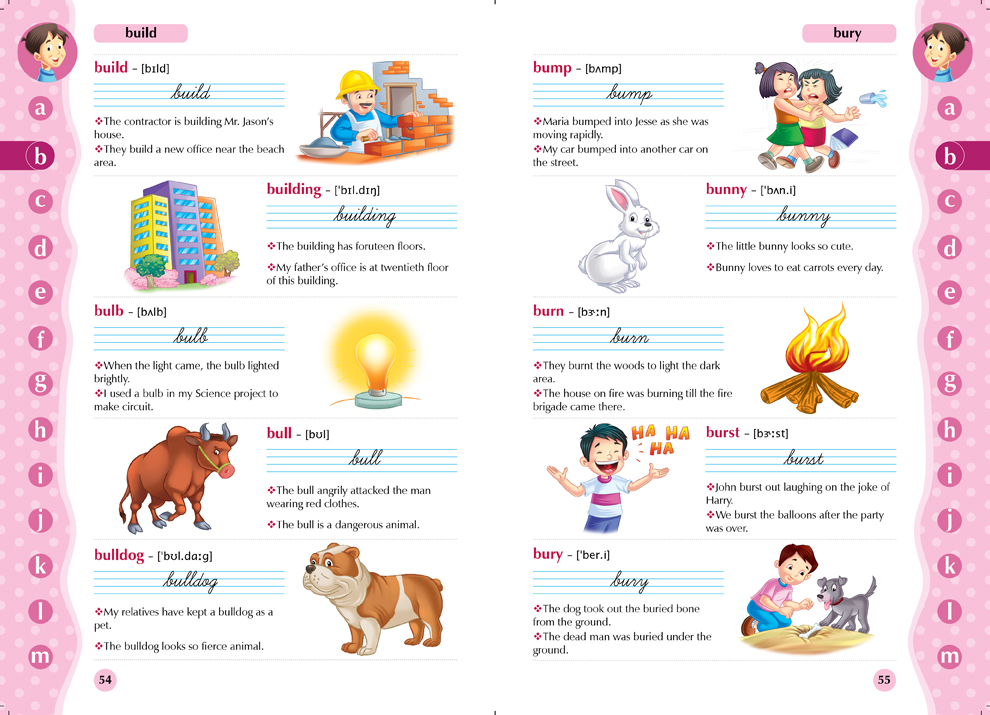 build
build – [bɪld]
build
❖The contractor is building Mr. Jason's
house.
❖They build a new office near the beach
area.
building – [ˈbɪl.dɪŋ]
building
❖The building has foruteen floors.
❖My father's office is at twentieth floor
of this building.
bulb – [bʌlb]
bulb
❖When the light came, the bulb lighted
brightly.
❖I used a bulb in my Science project to
make circuit.
bull – [bʊl]
bull
❖The bull angrily attacked the man
wearing red clothes.
❖The bull is a dangerous animal.
bulldog – [ˈbʊl.dɑːg]
bulldog
❖My relatives have kept a bulldog as a
pet.
❖The bulldog looks so fierce animal.
a
b
c
d
e
f
g
h
i
j
k
l
m
54
bury
bump – [bʌmp]
bump
❖Maria bumped into Jesse as she was
moving rapidly.
❖My car bumped into another car on
the street.
bunny – [ˈbʌn.i]
bunny
❖The little bunny looks so cute.
❖Bunny loves to eat carrots every day.
burn – [bɝːn]
burn
❖They burnt the woods to light the dark
area.
❖The house on fire was burning till the fire
brigade came there.
HA HA
HA
burst – [bɝːst]
burst
❖John burst out laughing on the joke of
Harry.
❖We burst the balloons after the party
was over.
bury – [ˈber.i]
bury
❖The dog took out the buried bone
from the ground.
❖The dead man was buried under the
ground.
a
b
c
d
e
f
g
h
i
j
k
l
m
55